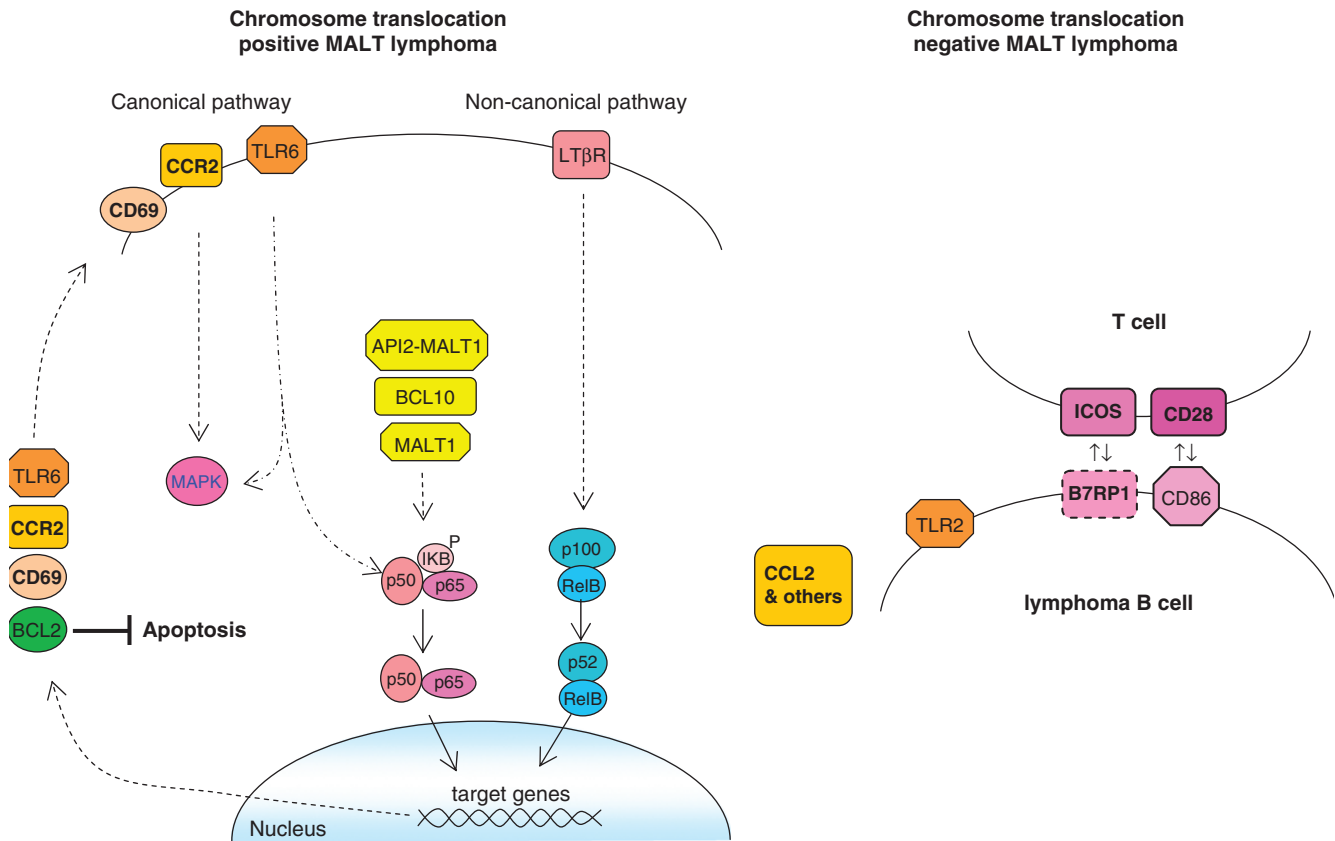 Chromosome translocation
positive MALT lymphoma
Canonical pathway
Non-canonical pathway
TLR6
CCR2
CD69
LTβR
API2-MALT1
BCL10
MALT1
MAPK
TLR6
CCR2
CD69
BCL2
Apoptosis
P
IKB
p50
p65
p50
p65
p100
RelB
p52
RelB
target genes
Nucleus
Chromosome translocation
negative MALT lymphoma
T cell
ICOS
CD28
↑↓
↑↓
B7RP1
CD86
TLR2
CCL2
& others
lymphoma B cell